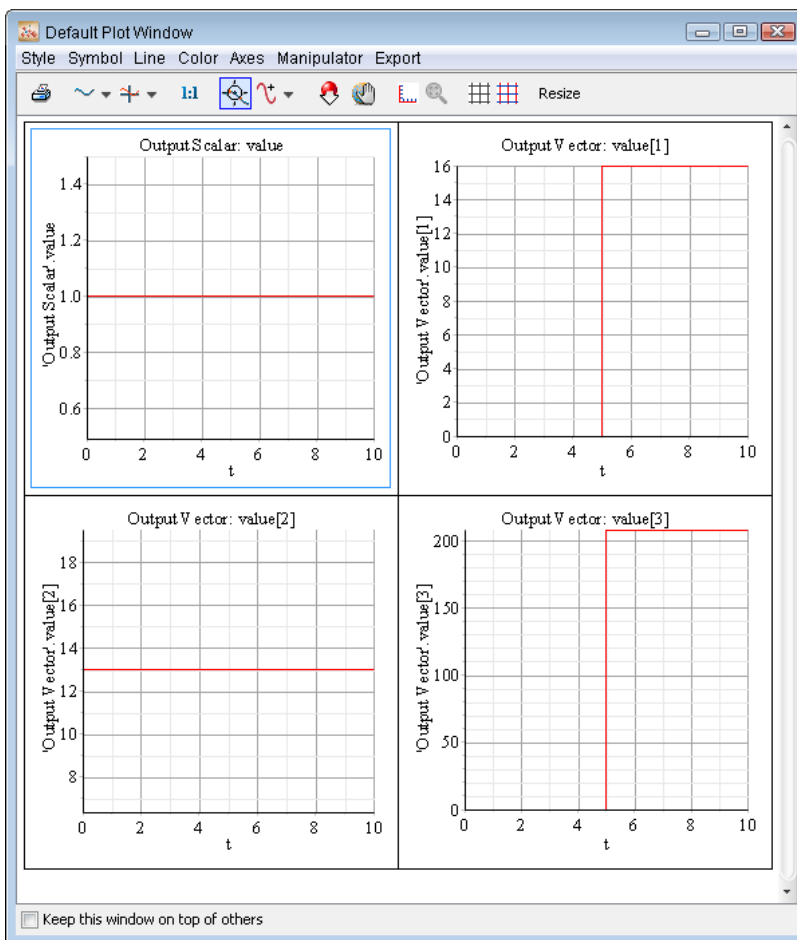 Default Plot Window
Style Symbol Line Color Axes Manipulator Export
1:1 Resize
Output Scalar: value
'Output Scalar'.value
1.4
1.2
1.0
0.8
0.6
0 2 4 6 8 10
t
Output Vector: value[1]
'Output Vector'.value[1]
16
14
12
10
8
6
4
2
0
0 2 4 6 8 10
t
Output Vector: value[2]
'Output Vector'.value[2]
18
16
14
12
10
8
0 2 4 6 8 10
t
Output Vector: value[3]
'Output Vector'.value[3]
200
150
100
50
0
0 2 4 6 8 10
t
Keep this window on top of others